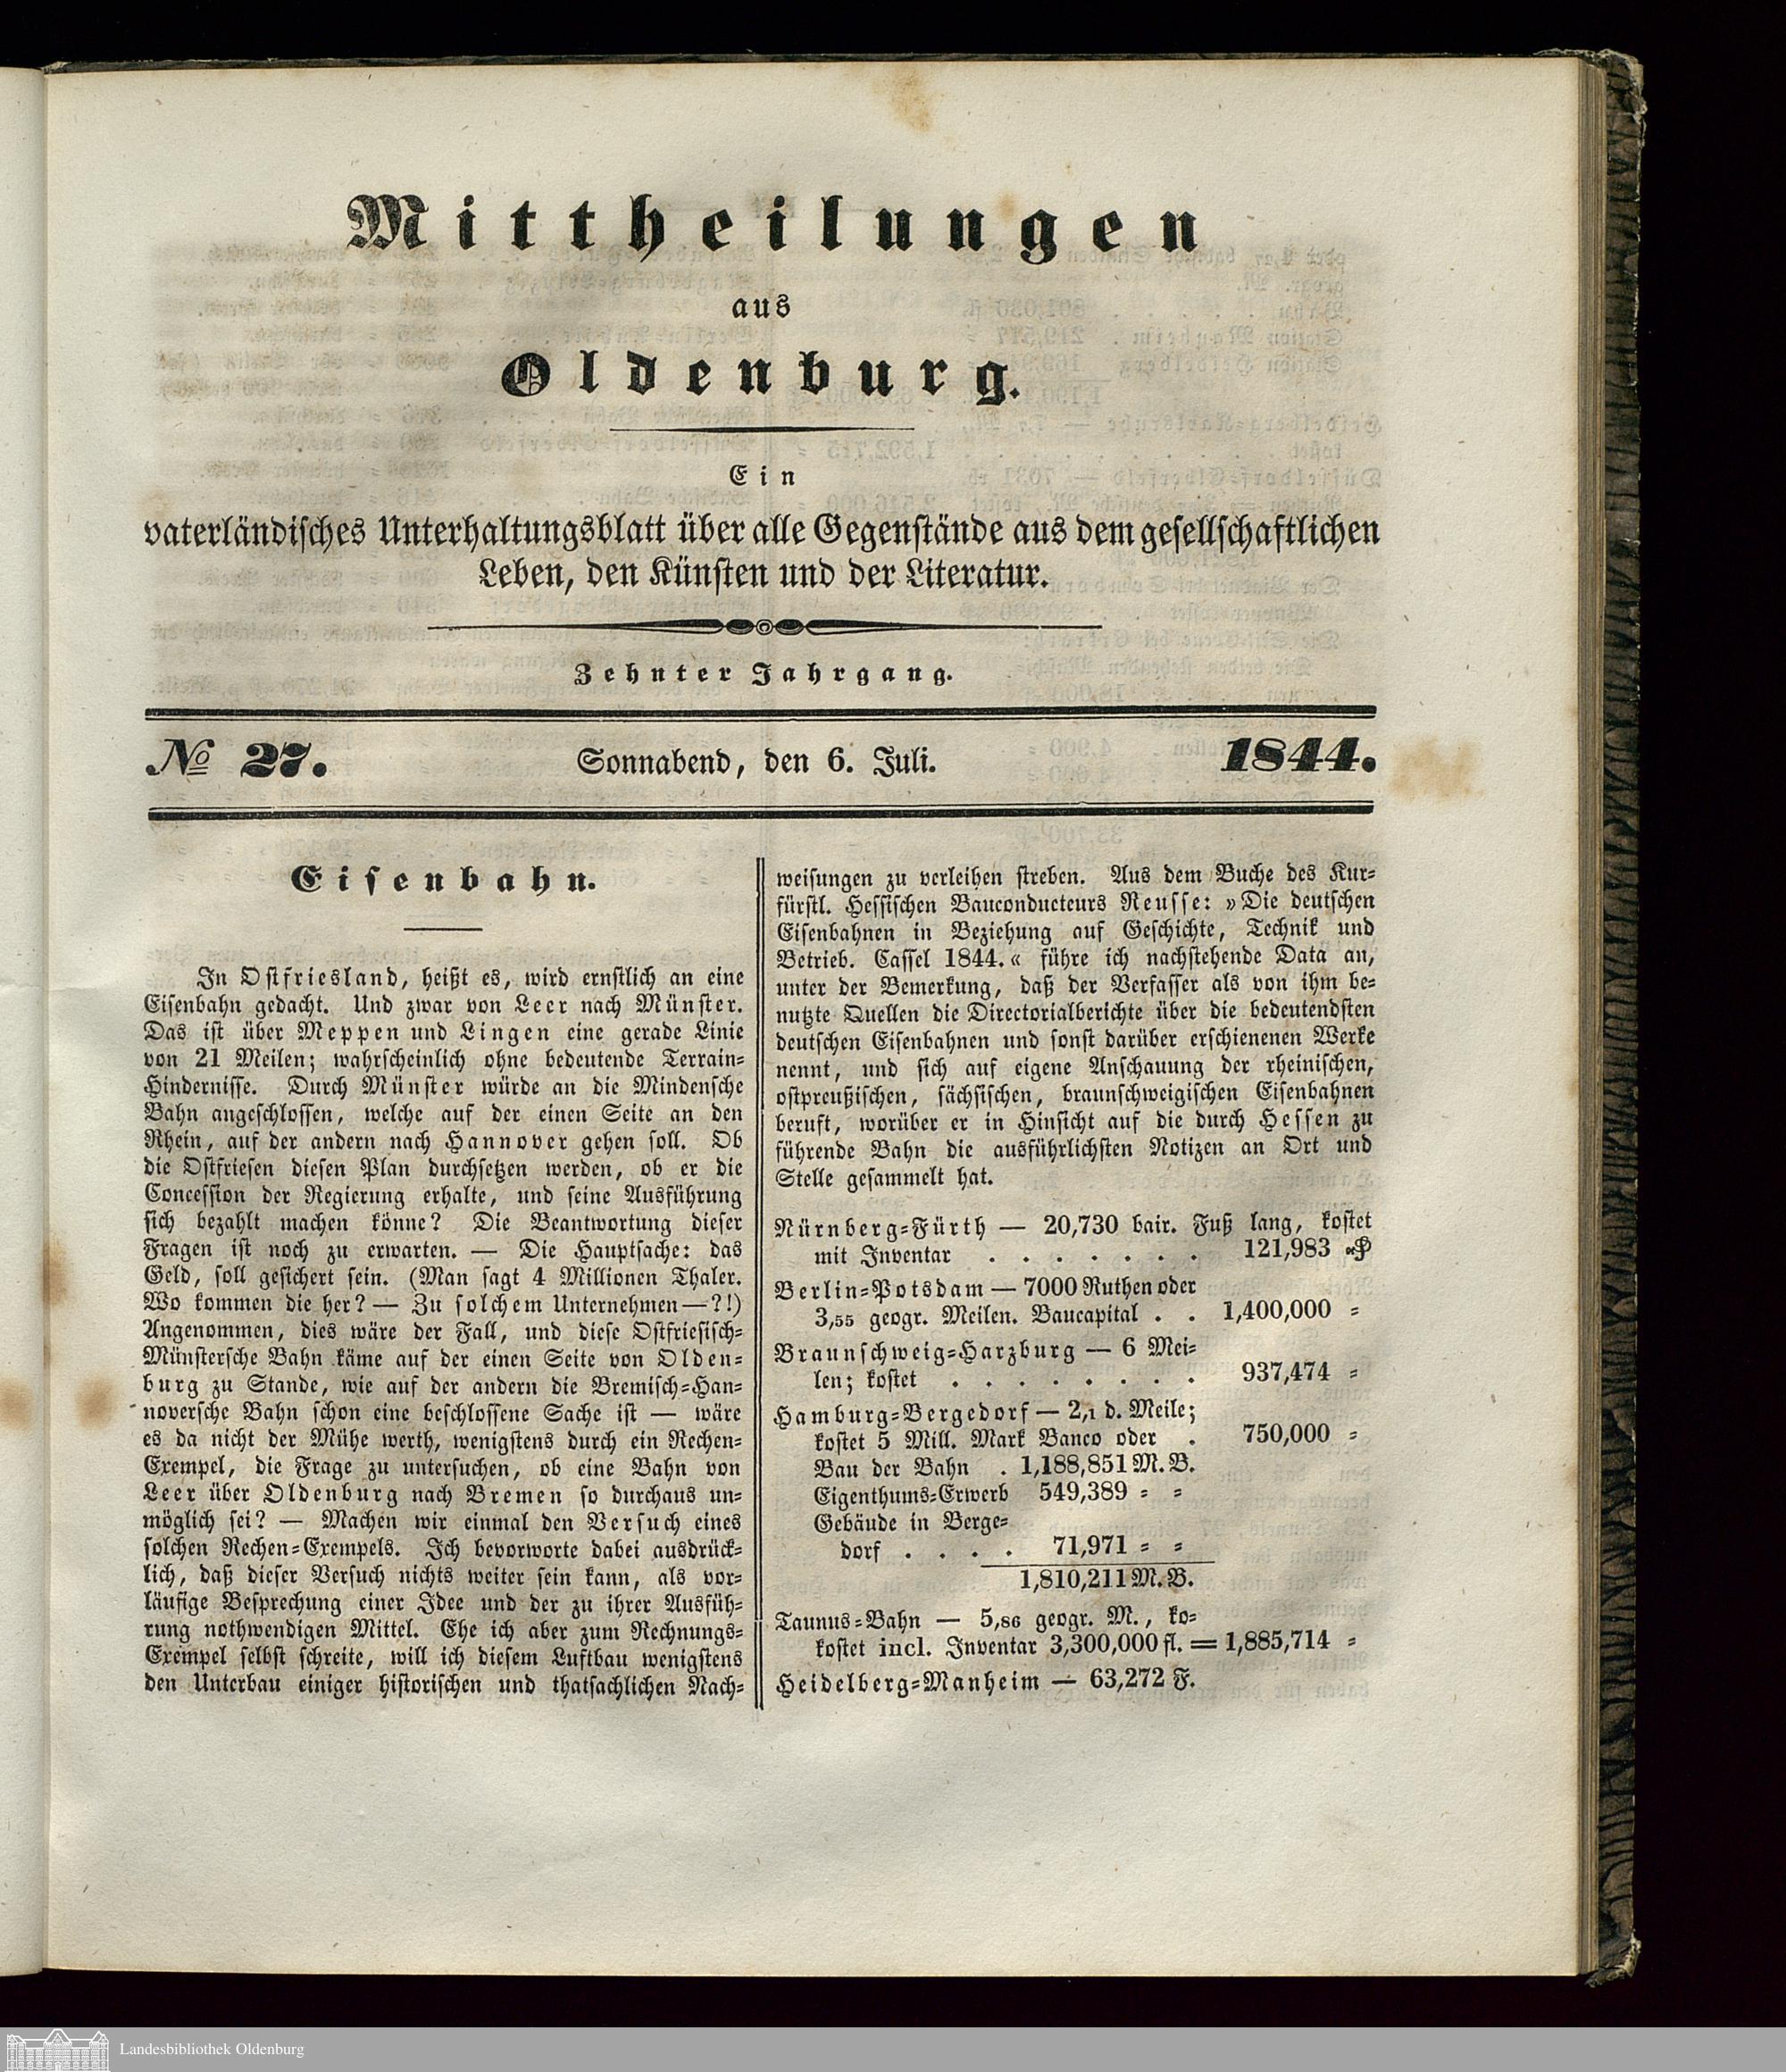 Mittheilungen
aus
Oldenburg.
Ein
vaterländisches Unterhaltungsblatt über alle Gegenstände aus dem gesellschaftlichen
Leben, den Künsten und der Literatur.
Zehnter Jahrgang.
№ 27.
Sonnabend, den 6. Juli.
1844.
Eisenbahn.
In Ostfriesland, heißt es, wird ernstlich an eine
Eisenbahn gedacht. Und zwar von Leer nach Münster.
Das ist über Meppen und Lingen eine gerade Linie
von 21 Meilen; wahrscheinlich ohne bedeutende Terrain-
Hindernisse. Durch Münster würde an die Mindensche
Bahn angeschlossen, welche auf der einen Seite an den
Rhein, auf der andern nach Hannover gehen soll. Ob
die Ostfriesen diesen Plan durchsetzen werden, ob er die
Concession der Regierung erhalte, und seine Ausführung
sich bezahlt machen könne? Die Beantwortung dieser
Fragen ist noch zu erwarten. — Die Hauptsache: das
Geld, soll gesichert sein. (Man sagt 4 Millionen Thaler.
Wo kommen die her? — Zu solchem Unternehmen —?!)
Angenommen, dies wäre der Fall, und diese Ostfriesisch-
Münstersche Bahn käme auf der einen Seite von Olden-
burg zu Stande, wie auf der andern die Bremisch-Han-
noversche Bahn schon eine beschlossene Sache ist — wäre
es da nicht der Mühe werth, wenigstens durch ein Rechen-
Exempel, die Frage zu untersuchen, ob eine Bahn von
Leer über Oldenburg nach Bremen so durchaus un-
möglich sei? — Machen wir einmal den Versuch eines
solchen Rechen-Exempels. Ich bevorworte dabei ausdrück-
lich, daß dieser Versuch nichts weiter sein kann, als vor-
läufige Besprechung einer Idee und der zu ihrer Ausfüh-
rung nothwendigen Mittel. Ehe ich aber zum Rechnungs-
Exempel selbst schreite, will ich diesem Luftbau wenigstens
den Unterbau einiger historischen und thatsachlichen Nach-
weisungen zu verleihen streben. Aus dem Buche des Kur-
fürstl. Hessischen Bauconducteurs Reusse: »Die deutschen
Eisenbahnen in Beziehung auf Geschichte, Technik und
Betrieb. Cassel 1844.« führe ich nachstehende Data an,
unter der Bemerkung, daß der Verfasser als von ihm be-
nutzte Quellen die Directorialberichte über die bedeutendsten
deutschen Eisenbahnen und sonst darüber erschienenen Werke
nennt, und sich auf eigene Anschauung der rheinischen,
ostpreußischen, sächsischen, braunschweigischen Eisenbahnen
beruft, worüber er in Hinsicht auf die durch Hessen zu
führende Bahn die ausführlichsten Notizen an Ort und
Stelle gesammelt hat.
Nürnberg-Fürth — 20,730 bair. Fuß lang, kostet
mit Inventar . . . . . . . 121,983 ₰
Berlin-Potsdam — 7000 Ruthen oder
3,55 geogr. Meilen. Baucapital . . 1,400,000 =
Braunschweig-Harzburg — 6 Mei-
len; kostet . . . . . . . . 937,474 =
Hamburg-Bergedorf — 2,1 d. Meile;
kostet 5 Mill. Mark Banco oder . 750,000 =
Bau der Bahn . 1,188,851 M. B.
Eigenthums-Erwerb 549,389 = =
Gebäude in Berge-
dorf . . . . 71,971 = =
1,810,211 M. B.
Taunus-Bahn — 5,86 geogr. M., ko-
kostet incl. Inventar 3,300,000 fl. = 1,885,714 =
Heidelberg-Manheim — 63,272 F.
Landesbibliothek Oldenburg